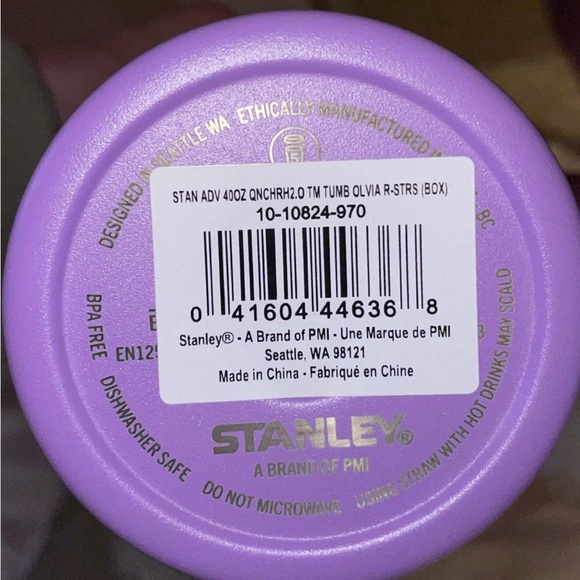 DESIGNED IN SEATTLE WA ETHICALLY MANUFACTURED
BC
STAN ADV 40OZ QNCHRH2.O TM TUMB OLVIA R-STRS (BOX)
10-10824-970
0 41604 44636 8
Stanley® - A Brand of PMI - Une Marque de PMI
Seattle, WA 98121
Made in China - Fabriqué en Chine
STANLEY®
A BRAND OF PMI
BPA FREE DISHWASHER SAFE DO NOT MICROWAVE USING STRAW WITH HOT DRINKS MAY SCALD